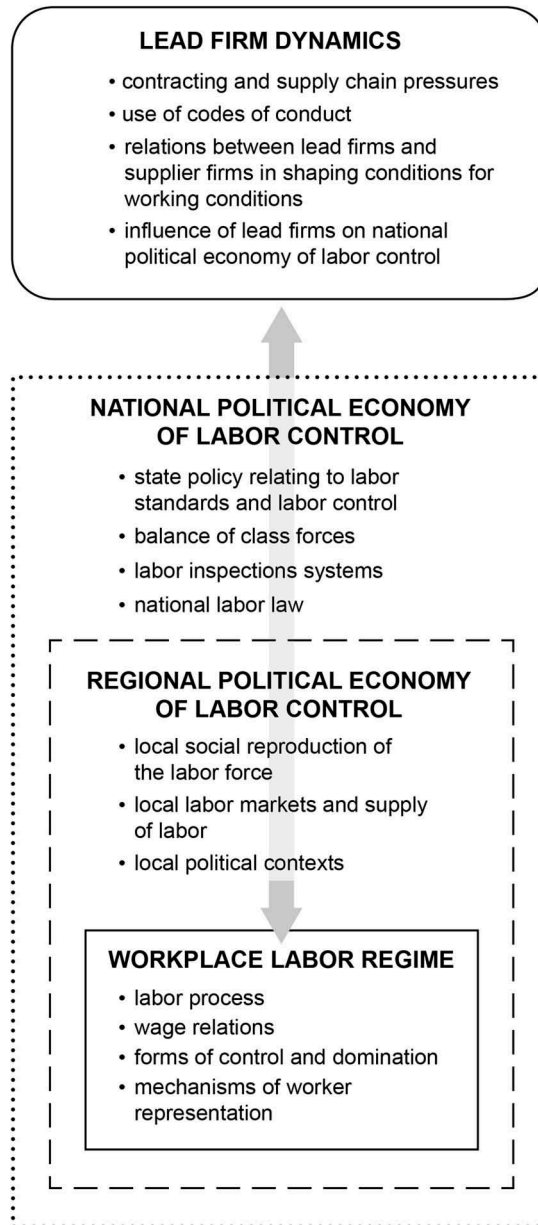 LEAD FIRM DYNAMICS
• contracting and supply chain pressures
• use of codes of conduct
• relations between lead firms and
supplier firms in shaping conditions for
working conditions
• influence of lead firms on national
political economy of labor control
NATIONAL POLITICAL ECONOMY
OF LABOR CONTROL
• state policy relating to labor
standards and labor control
• balance of class forces
• labor inspections systems
• national labor law
REGIONAL POLITICAL ECONOMY
OF LABOR CONTROL
• local social reproduction of
the labor force
• local labor markets and supply
of labor
• local political contexts
WORKPLACE LABOR REGIME
• labor process
• wage relations
• forms of control and domination
• mechanisms of worker
representation